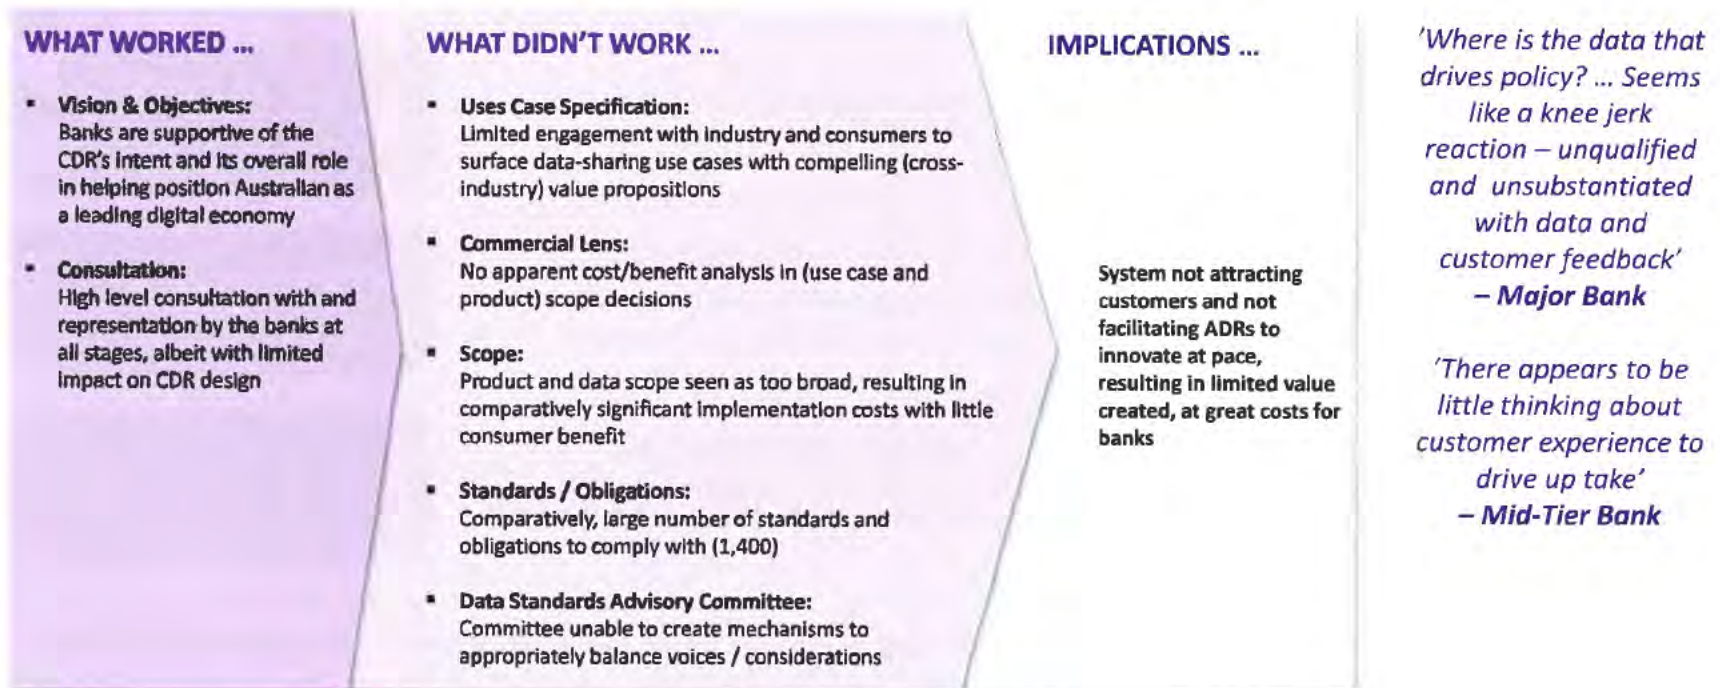 WHAT WORKED ...
▪ Vision & Objectives:
Banks are supportive of the
CDR's intent and its overall role
in helping position Australian as
a leading digital economy
▪ Consultation:
High level consultation with and
representation by the banks at
all stages, albeit with limited
impact on CDR design
WHAT DIDN'T WORK ...
▪ Uses Case Specification:
Limited engagement with industry and consumers to
surface data-sharing use cases with compelling (cross-
industry) value propositions
▪ Commercial Lens:
No apparent cost/benefit analysis in (use case and
product) scope decisions
▪ Scope:
Product and data scope seen as too broad, resulting in
comparatively significant implementation costs with little
consumer benefit
▪ Standards / Obligations:
Comparatively, large number of standards and
obligations to comply with (1,400)
▪ Data Standards Advisory Committee:
Committee unable to create mechanisms to
appropriately balance voices / considerations
IMPLICATIONS ...
System not attracting
customers and not
facilitating ADRs to
innovate at pace,
resulting in limited value
created, at great costs for
banks
'Where is the data that
drives policy? ... Seems
like a knee jerk
reaction – unqualified
and unsubstantiated
with data and
customer feedback'
– Major Bank
'There appears to be
little thinking about
customer experience to
drive up take'
– Mid-Tier Bank